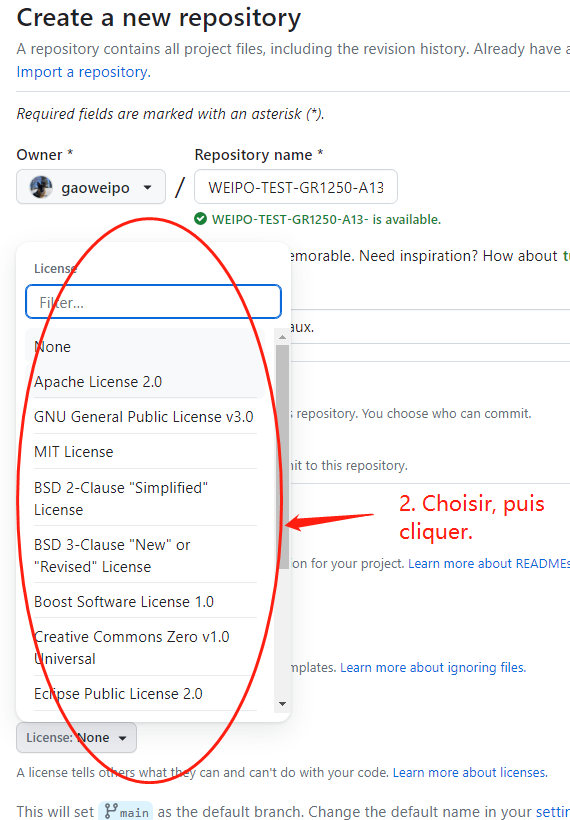 Create a new repository
A repository contains all project files, including the revision history. Already have a
Import a repository.
Required fields are marked with an asterisk (*).
Owner *
Repository name *
gaoweipo
/
WEIPO-TEST-GR1250-A13
WEIPO-TEST-GR1250-A13- is available.
emorable. Need inspiration? How about
License
Filter...
aux.
None
Apache License 2.0
GNU General Public License v3.0
s repository. You choose who can commit.
MIT License
it to this repository.
BSD 2-Clause "Simplified"
License
2. Choisir, puis
cliquer.
BSD 3-Clause "New" or
"Revised" License
on for your project. Learn more about READMEs
Boost Software License 1.0
Creative Commons Zero v1.0
Universal
mplates. Learn more about ignoring files.
Eclipse Public License 2.0
License: None
A license tells others what they can and can't do with your code. Learn more about licenses.
This will set main as the default branch. Change the default name in your setti